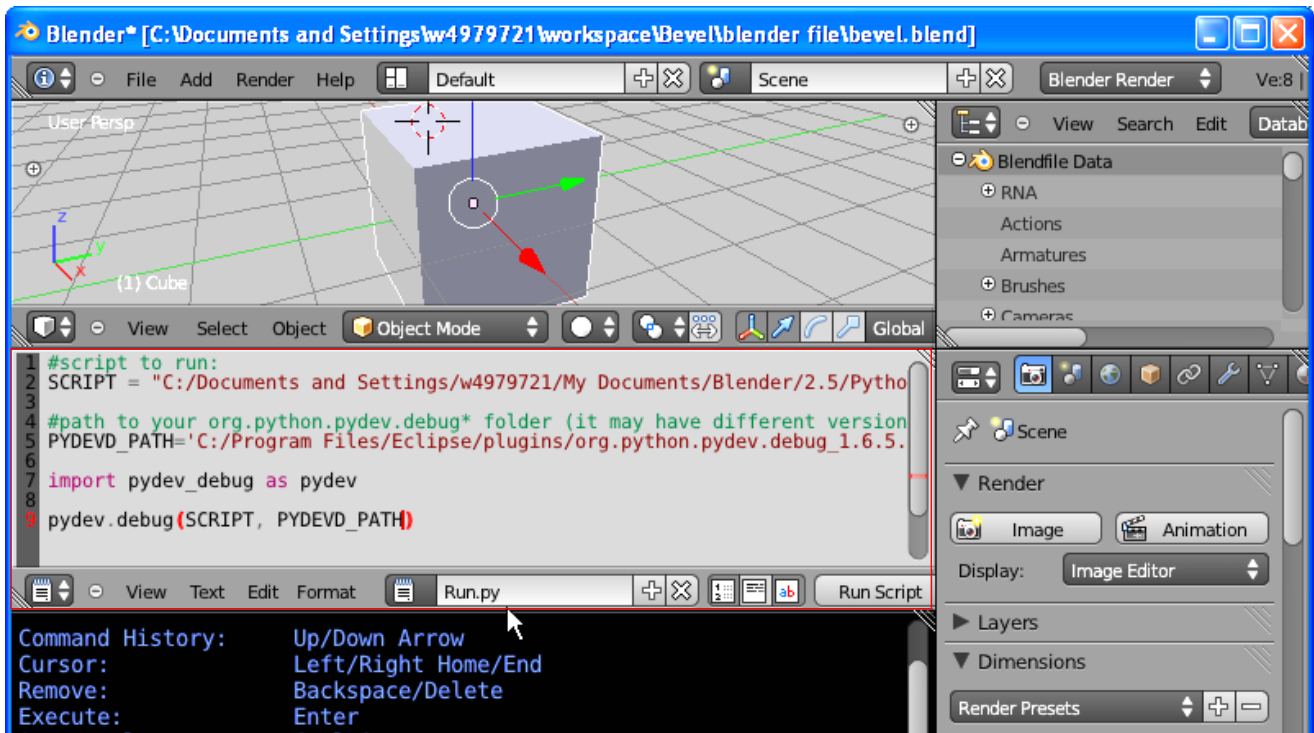 Blender* [C:\Documents and Settings\w4979721\workspace\Bevel\blender file\bevel.blend]
File Add Render Help Default Scene Blender Render Ve:8 |
User Persp
z
y
x
(1) Cube
View Select Object Object Mode Global
View Search Edit Datab
Blendfile Data
RNA
Actions
Armatures
Brushes
Cameras
1 #script to run:
2 SCRIPT = "C:/Documents and Settings/w4979721/My Documents/Blender/2.5/Pytho
3
4 #path to your org.python.pydev.debug* folder (it may have different version
5 PYDEVD_PATH='C:/Program Files/Eclipse/plugins/org.python.pydev.debug_1.6.5.
6
7 import pydev_debug as pydev
8
9 pydev.debug(SCRIPT, PYDEVD_PATH)
View Text Edit Format Run.py ab Run Script
Command History: Up/Down Arrow
Cursor: Left/Right Home/End
Remove: Backspace/Delete
Execute: Enter
Scene
Render
Image Animation
Display: Image Editor
Layers
Dimensions
Render Presets